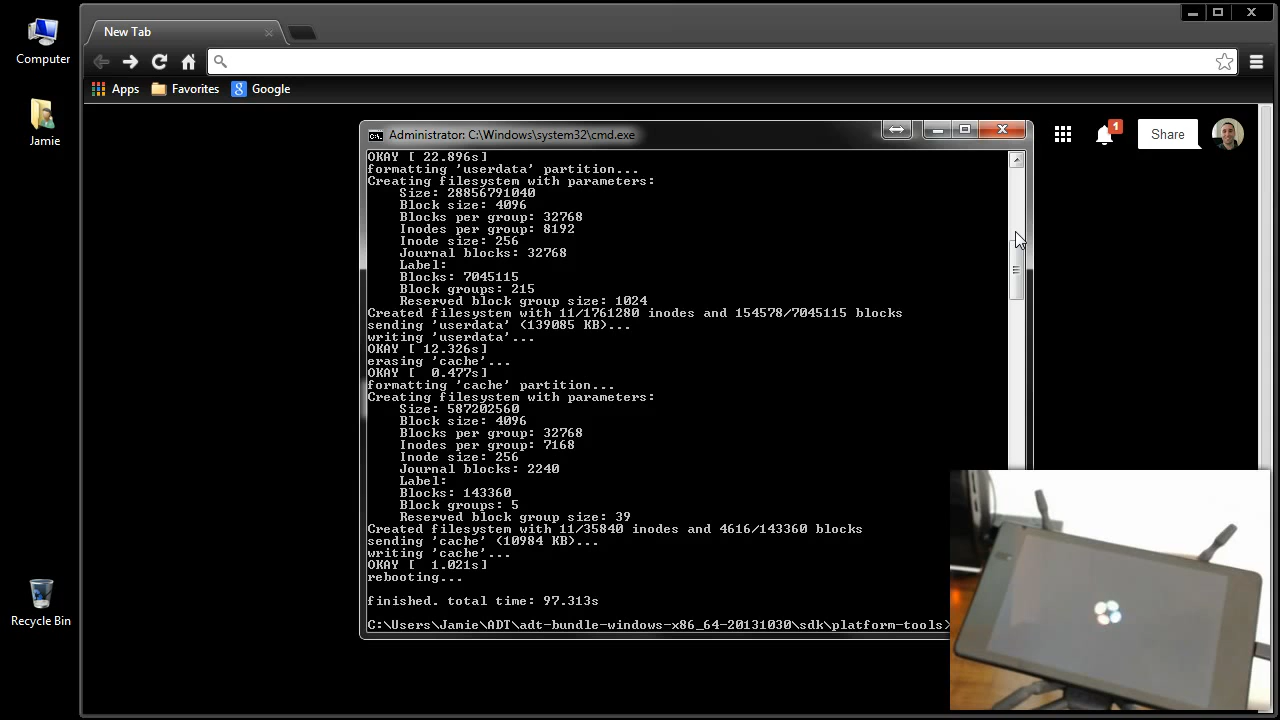 Computer
Jamie
Recycle Bin
New Tab
Apps
Favorites
Google
8
1
Share
Administrator: C:\Windows\system32\cmd.exe
C:\.
OKAY [ 22.896s]
formatting 'userdata' partition...
Creating filesystem with parameters:
Size: 28856791040
Block size: 4096
Blocks per group: 32768
Inodes per group: 8192
Inode size: 256
Journal blocks: 32768
Label:
Blocks: 7045115
Block groups: 215
Reserved block group size: 1024
Created filesystem with 11/1761280 inodes and 154578/7045115 blocks
sending 'userdata' (139085 KB)...
writing 'userdata'...
OKAY [ 12.326s]
erasing 'cache'...
OKAY [  0.477s]
formatting 'cache' partition...
Creating filesystem with parameters:
Size: 587202560
Block size: 4096
Blocks per group: 32768
Inodes per group: 7168
Inode size: 256
Journal blocks: 2240
Label:
Blocks: 143360
Block groups: 5
Reserved block group size: 39
Created filesystem with 11/35840 inodes and 4616/143360 blocks
sending 'cache' (10984 KB)...
writing 'cache'...
OKAY [  1.021s]
rebooting...
finished. total time: 97.313s
C:\Users\Jamie\ADT\adt-bundle-windows-x86_64-20131030\sdk\platform-tools>